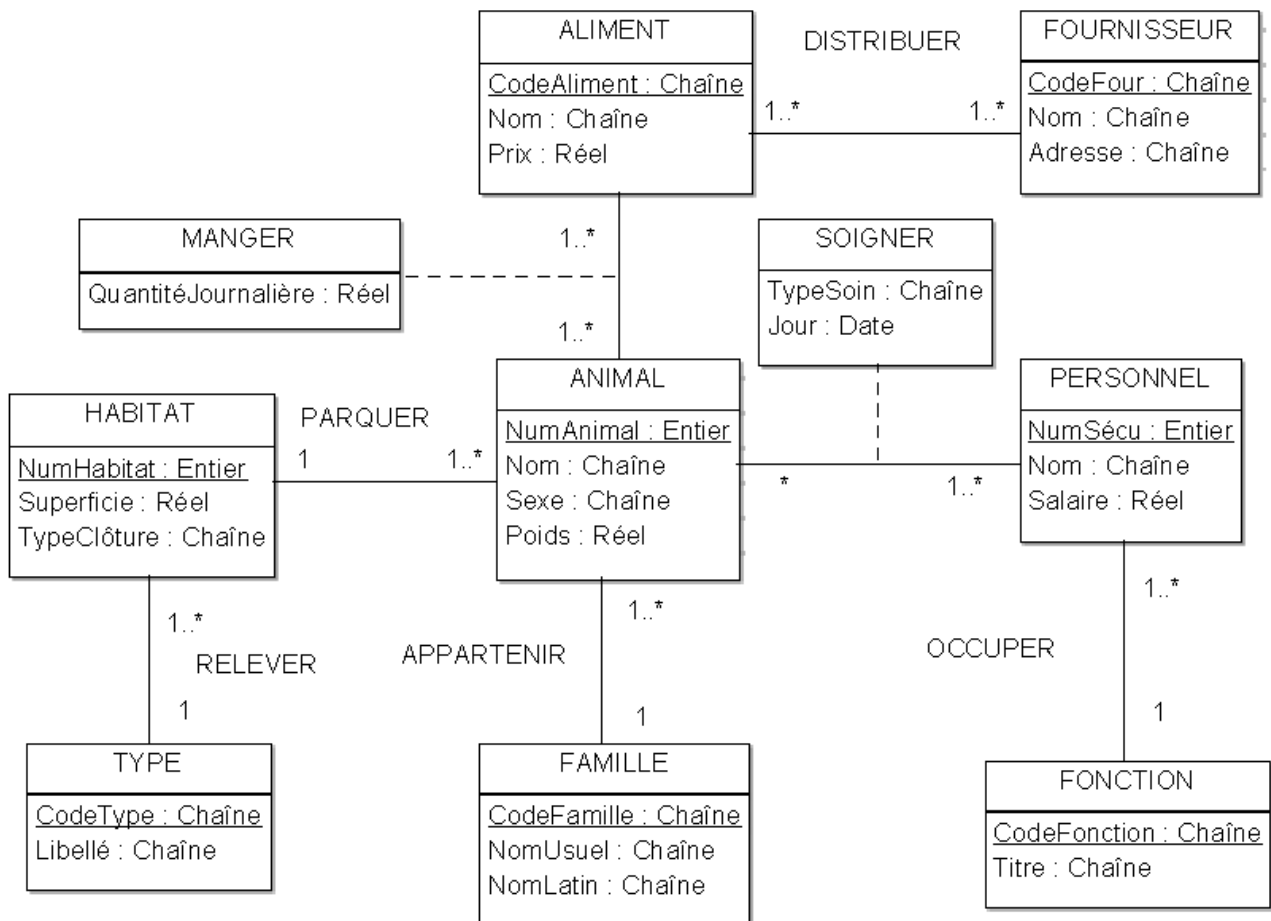 ALIMENT
CodeAliment : Chaîne
Nom : Chaîne
Prix : Réel
DISTRIBUER
1..*
1..*
FOURNISSEUR
CodeFour : Chaîne
Nom : Chaîne
Adresse : Chaîne
MANGER
QuantitéJournalière : Réel
1..*
1..*
SOIGNER
TypeSoin : Chaîne
Jour : Date
HABITAT
NumHabitat : Entier
Superficie : Réel
TypeClôture : Chaîne
PARQUER
1
1..*
ANIMAL
NumAnimal : Entier
Nom : Chaîne
Sexe : Chaîne
Poids : Réel
*
1..*
PERSONNEL
NumSécu : Entier
Nom : Chaîne
Salaire : Réel
1..*
RELEVER
1
1..*
APPARTENIR
1
1..*
OCCUPER
1
TYPE
CodeType : Chaîne
Libellé : Chaîne
FAMILLE
CodeFamille : Chaîne
NomUsuel : Chaîne
NomLatin : Chaîne
FONCTION
CodeFonction : Chaîne
Titre : Chaîne